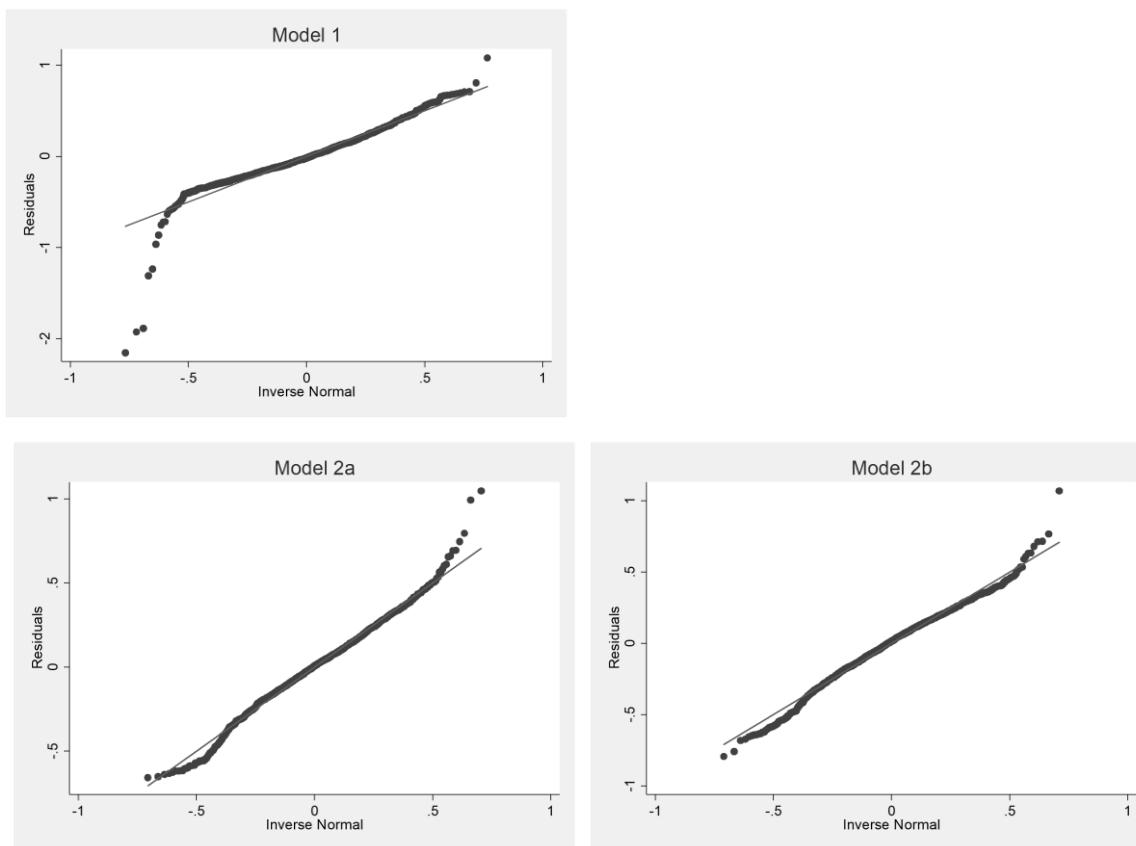 Model 1
1
0
-1
-2
Residuals
-1 -.5 0 .5 1
Inverse Normal
Model 2a
1
.5
0
-.5
Residuals
-1 -.5 0 .5 1
Inverse Normal
Model 2b
1
.5
0
-.5
-1
Residuals
-1 -.5 0 .5 1
Inverse Normal